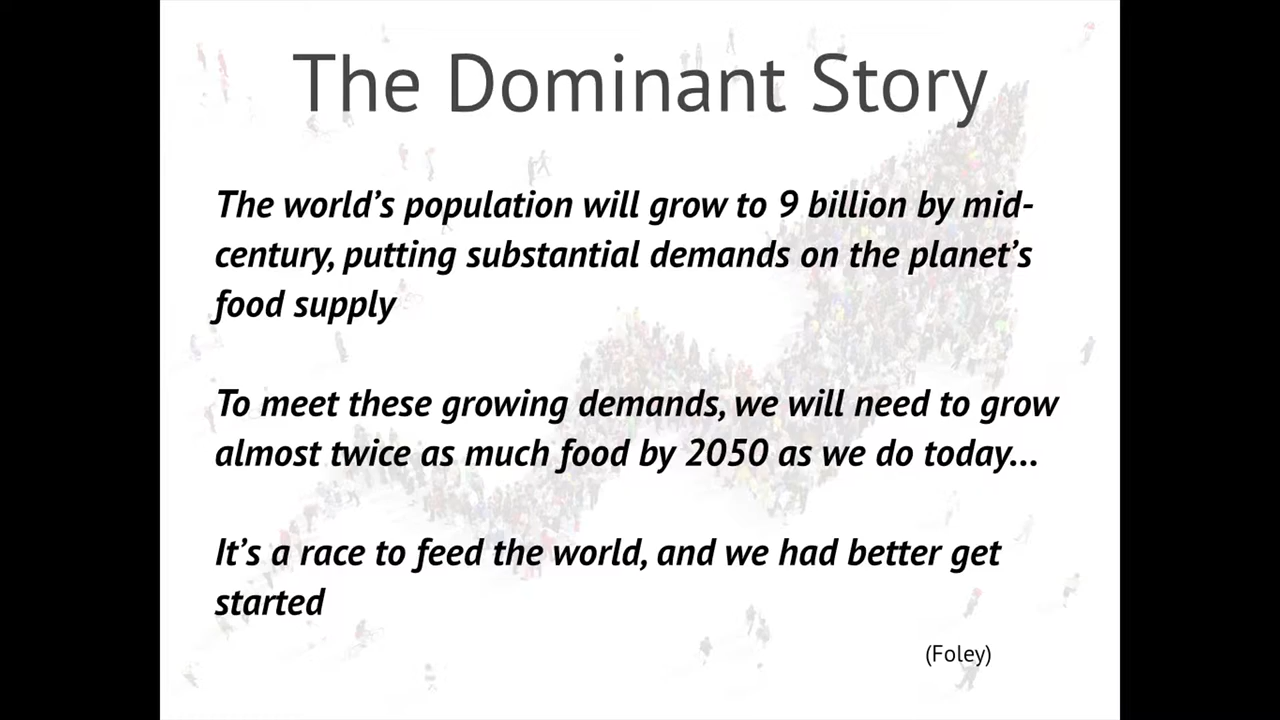 The Dominant Story
The world’s population will grow to 9 billion by mid-
century, putting substantial demands on the planet’s
food supply
To meet these growing demands, we will need to grow
almost twice as much food by 2050 as we do today...
It’s a race to feed the world, and we had better get
started
(Foley)